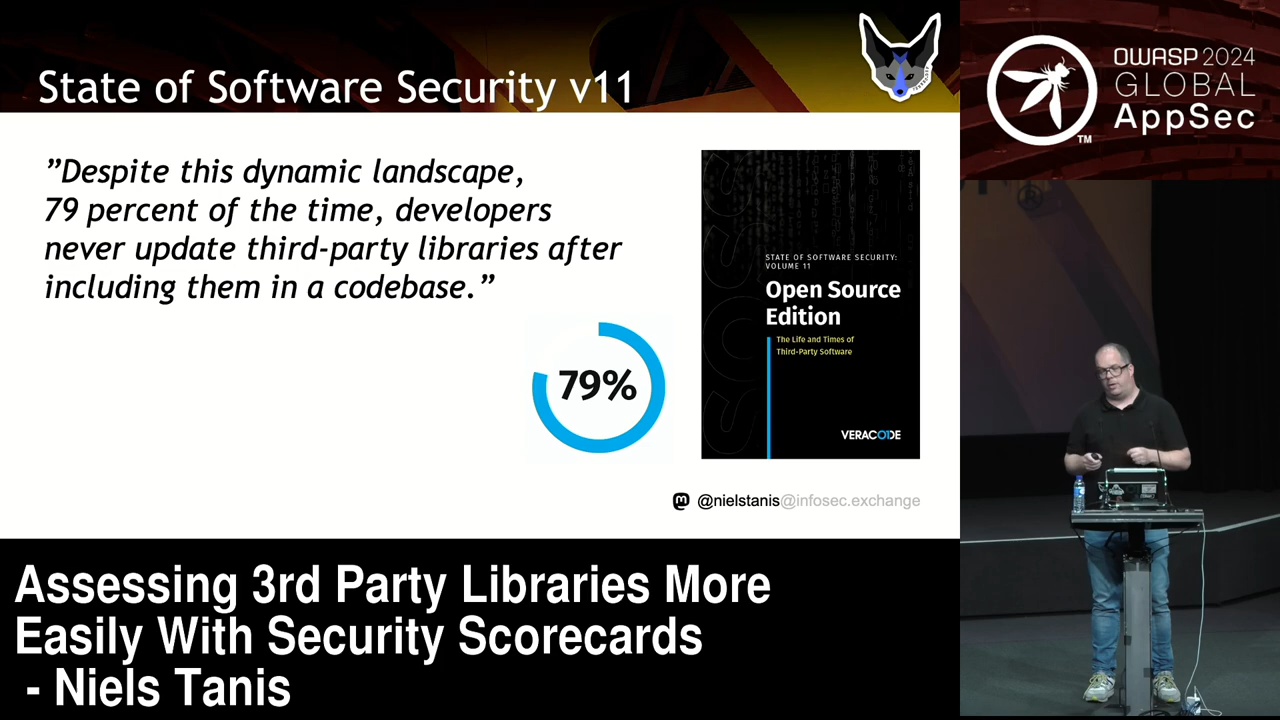 State of Software Security v11
”Despite this dynamic landscape,
79 percent of the time, developers
never update third-party libraries after
including them in a codebase.”
79%
STATE OF SOFTWARE SECURITY:
VOLUME 11
Open Source
Edition
The Life and Times of
Third-Party Software
VERACODE
@nielstanis@infosec.exchange
Assessing 3rd Party Libraries More
Easily With Security Scorecards
- Niels Tanis
OWASP 2024
GLOBAL
AppSec
TM